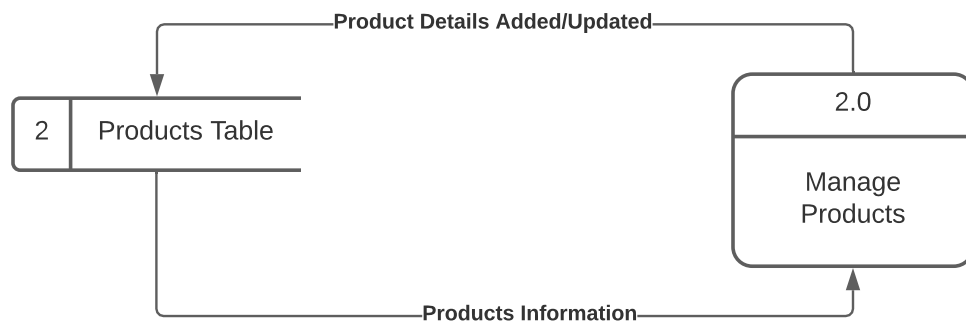 Product Details Added/Updated
2.0
2
Products Table
Manage
Products
Products Information